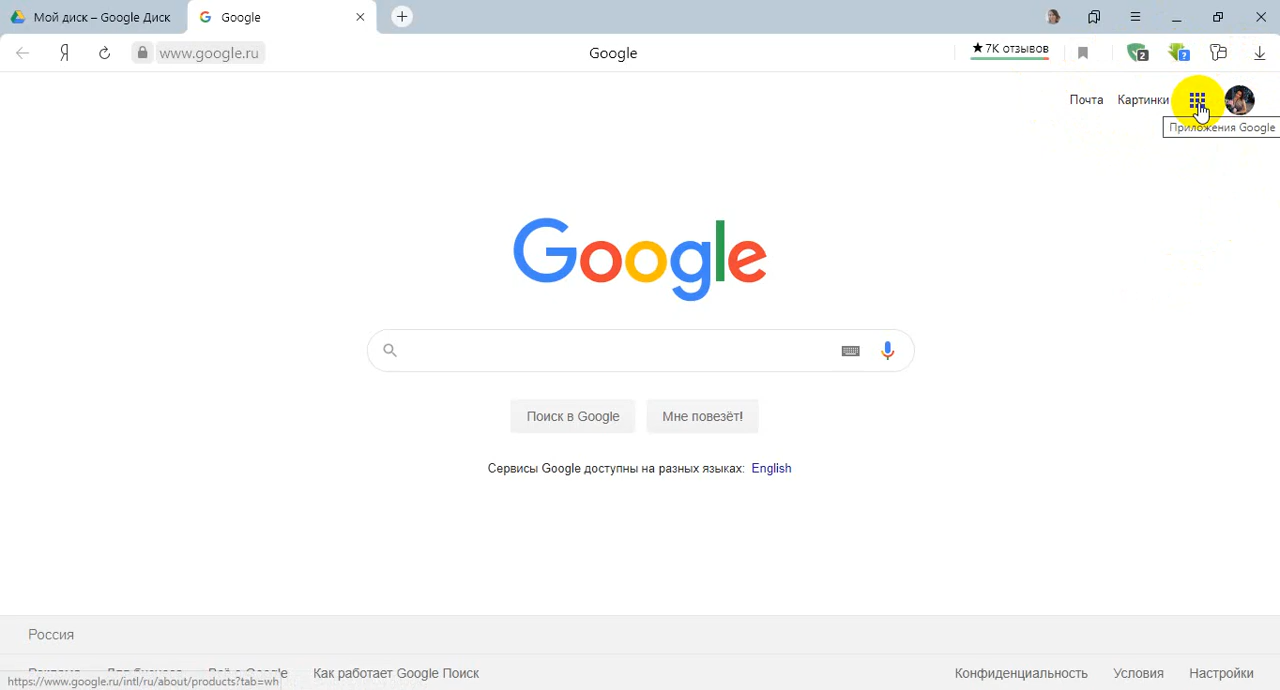 Мой диск – Google Диск
Google
www.google.ru
Google
★7K отзывов
2
?
Почта
Картинки
Приложения Google
Google
Поиск в Google
Мне повезёт!
Сервисы Google доступны на разных языках: English
Россия
Как работает Google Поиск
Конфиденциальность
Условия
Настройки
https://www.google.ru/intl/ru/about/products?tab=wh